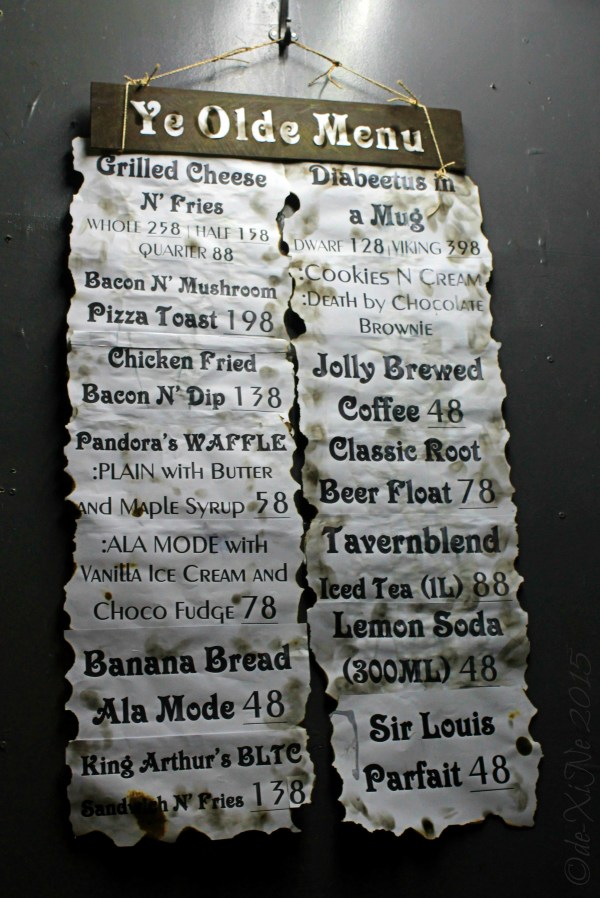 Ye Olde Menu
Grilled Cheese
N' Fries
WHOLE 258 | HALF 158
QUARTER 88
Bacon N' Mushroom
Pizza Toast 198
Chicken Fried
Bacon N' Dip 138
Pandora's WAFFLE
:PLAIN with BUTTER
AND MAPLE SYRUP 58
:ALA MODE with
VANILLA ICE CREAM AND
CHOCO FUDGE 78
Banana Bread
Ala Mode 48
King Arthur's BLTC
Sandwich N' Fries 138
Diabeetus in
a Mug
DWARF 128 | VIKING 398
:COOKIES N CREAM
:DEATH BY CHOCOLATE
BROWNIE
Jolly Brewed
Coffee 48
Classic Root
Beer Float 78
Tavernblend
Iced Tea (1L) 88
Lemon Soda
(300ML) 48
Sir Louis
Parfait 48
©de-XiNe 2015